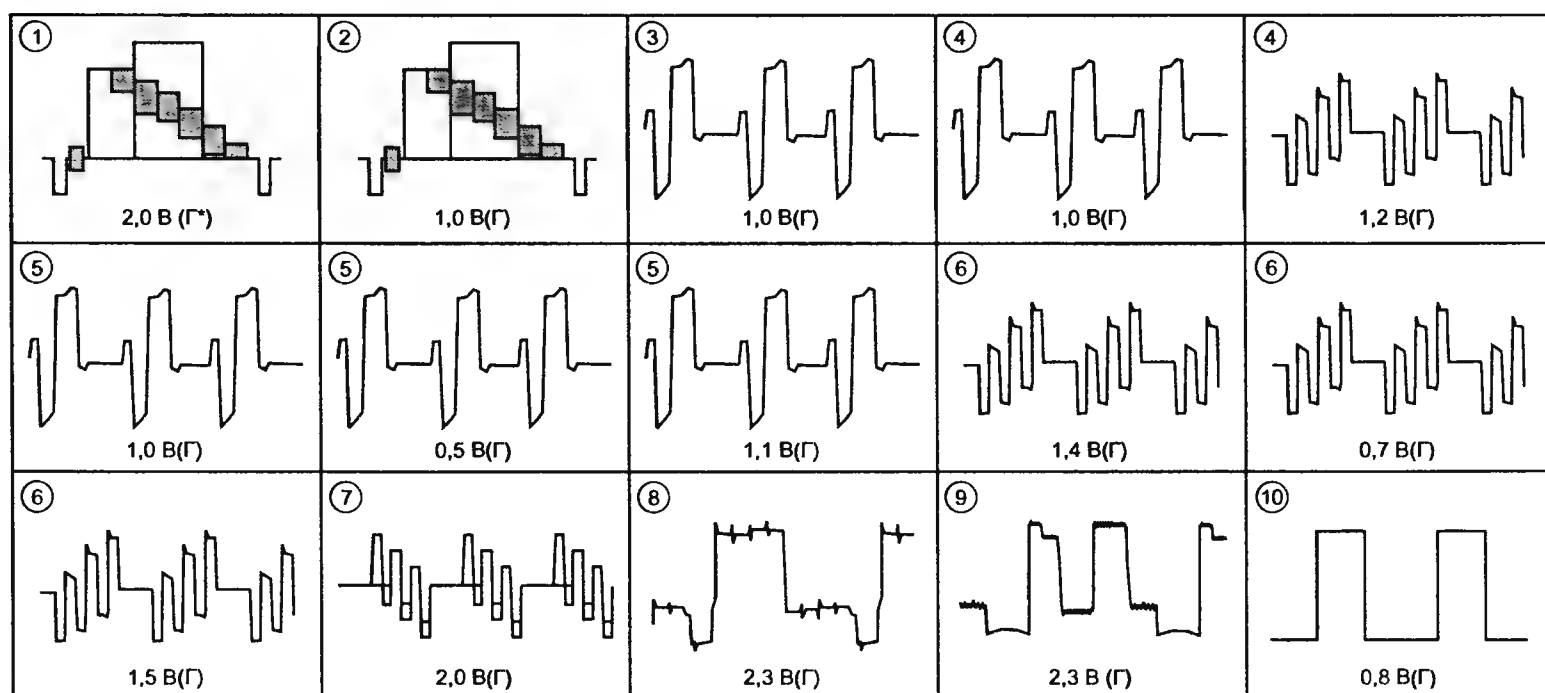 ①
2,0 В (Г*)
②
1,0 В(Г)
③
1,0 В(Г)
④
1,0 В(Г)
④
1,2 В(Г)
⑤
1,0 В(Г)
⑤
0,5 В(Г)
⑤
1,1 В(Г)
⑥
1,4 В(Г)
⑥
0,7 В(Г)
⑥
1,5 В(Г)
⑦
2,0 В(Г)
⑧
2,3 В(Г)
⑨
2,3 В (Г)
⑩
0,8 В(Г)